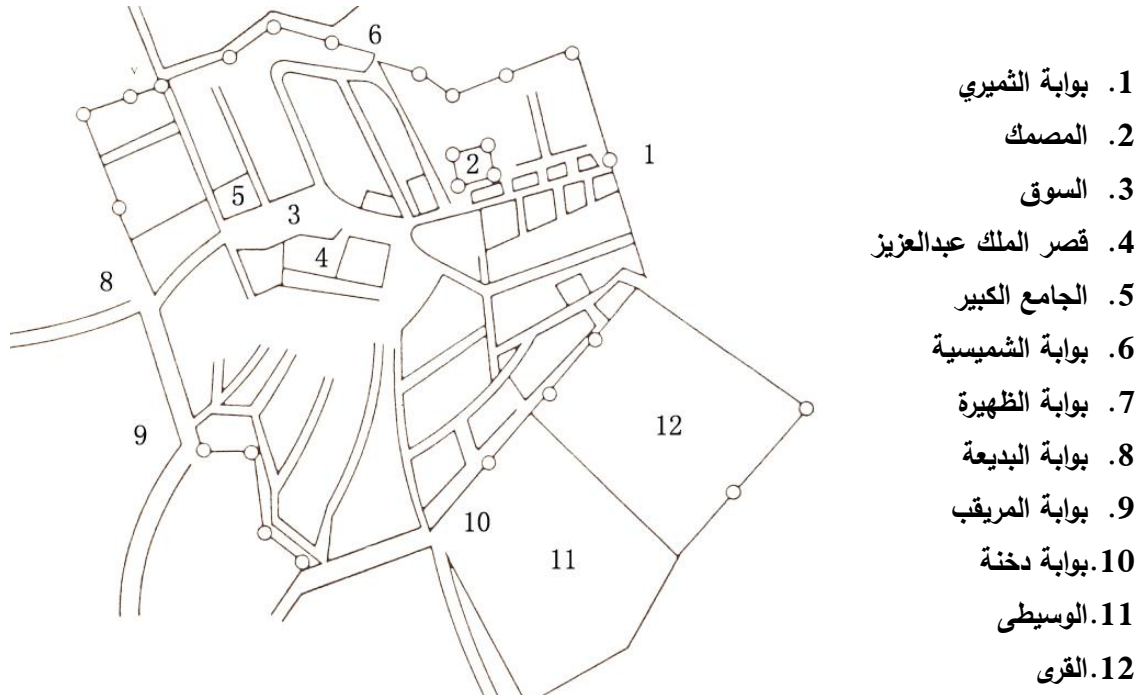 6
1
2
5
3
4
8
9
12
10
11
1. بوابة الثميري
2. المصمك
3. السوق
4. قصر الملك عبدالعزيز
5. الجامع الكبير
6. بوابة الشميسية
7. بوابة الظهيرة
8. بوابة البديعة
9. بوابة المريقب
10.بوابة دخنة
11.الوسيطى
12.القرى